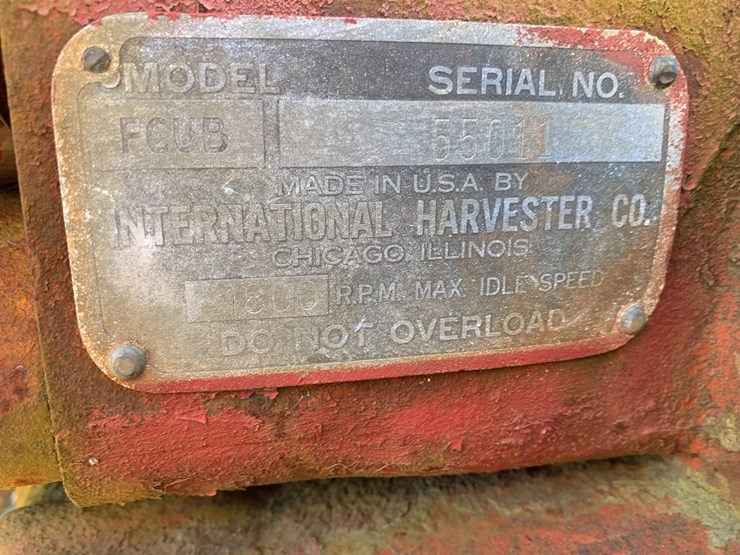 MODEL SERIAL NO.
FCUB 55011
MADE IN U.S.A. BY
INTERNATIONAL HARVESTER CO.
CHICAGO, ILLINOIS
1800 R.P.M. MAX. IDLE SPEED
DO NOT OVERLOAD